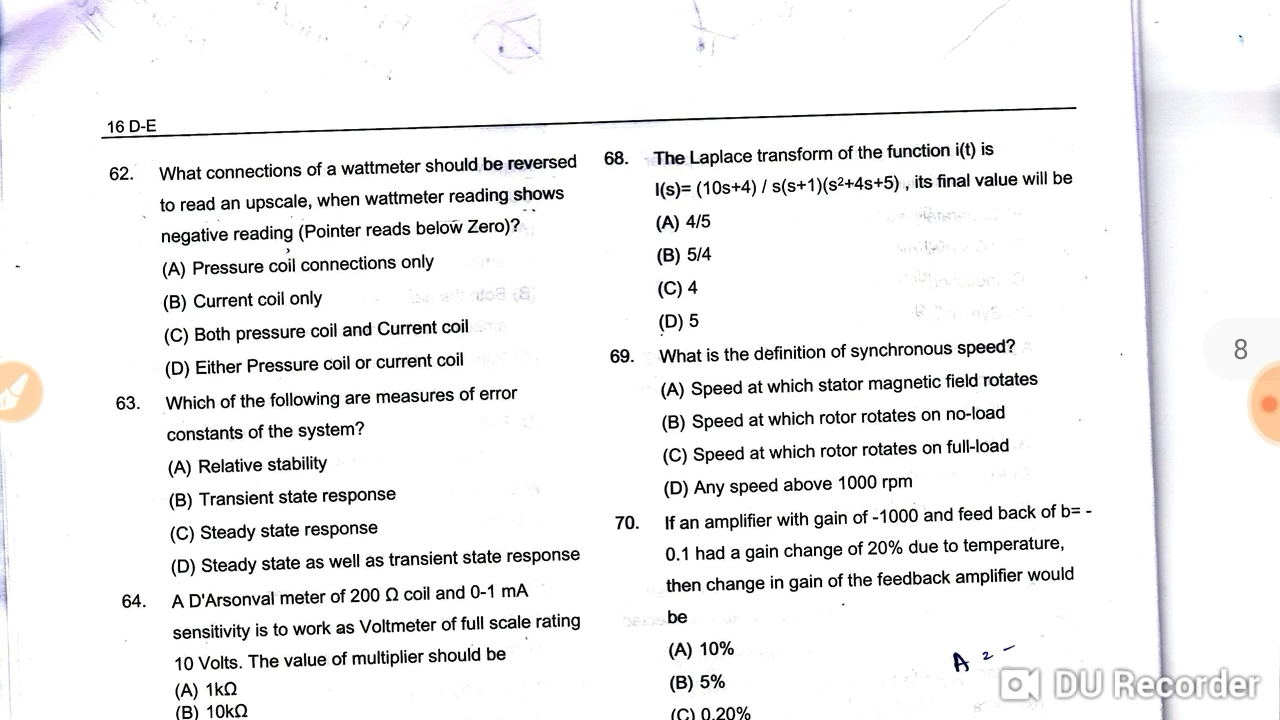 16 D-E
62. What connections of a wattmeter should be reversed
to read an upscale, when wattmeter reading shows
negative reading (Pointer reads below Zero)?
(A) Pressure coil connections only
(B) Current coil only
(C) Both pressure coil and Current coil
(D) Either Pressure coil or current coil
63. Which of the following are measures of error
constants of the system?
(A) Relative stability
(B) Transient state response
(C) Steady state response
(D) Steady state as well as transient state response
64. A D'Arsonval meter of 200 Ω coil and 0-1 mA
sensitivity is to work as Voltmeter of full scale rating
10 Volts. The value of multiplier should be
(A) 1kΩ
(B) 10kΩ
68. The Laplace transform of the function i(t) is
I(s)= (10s+4) / s(s+1)(s²+4s+5) , its final value will be
(A) 4/5
(B) 5/4
(C) 4
(D) 5
69. What is the definition of synchronous speed?
(A) Speed at which stator magnetic field rotates
(B) Speed at which rotor rotates on no-load
(C) Speed at which rotor rotates on full-load
(D) Any speed above 1000 rpm
70. If an amplifier with gain of -1000 and feed back of b= -
0.1 had a gain change of 20% due to temperature,
then change in gain of the feedback amplifier would
be
(A) 10%
(B) 5%
(C) 0.20%
A = -
8
DU Recorder